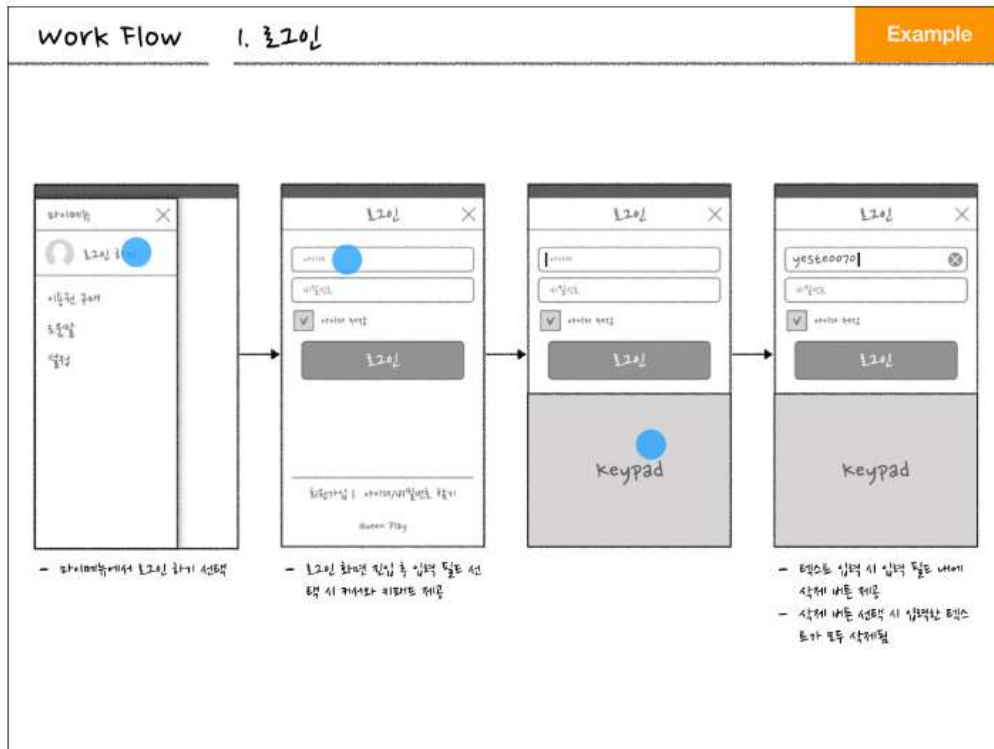 Work Flow
1. 로그인
Example
마이메뉴
로그인 하기
이용권 구매
도움말
설정
- 마이메뉴에서 로그인 하기 선택
로그인
아이디
비밀번호
아이디 저장
로그인
회원가입 | 아이디/비밀번호 찾기
Play
- 로그인 화면 진입 후 입력 필드 선
택 시 커서와 키패드 제공
로그인
아이디
비밀번호
아이디 저장
로그인
keypad
로그인
yeste0070
비밀번호
아이디 저장
로그인
keypad
- 텍스트 입력 시 입력 필드 내에
삭제 버튼 제공
- 삭제 버튼 선택 시 입력한 텍스
트가 모두 삭제됨